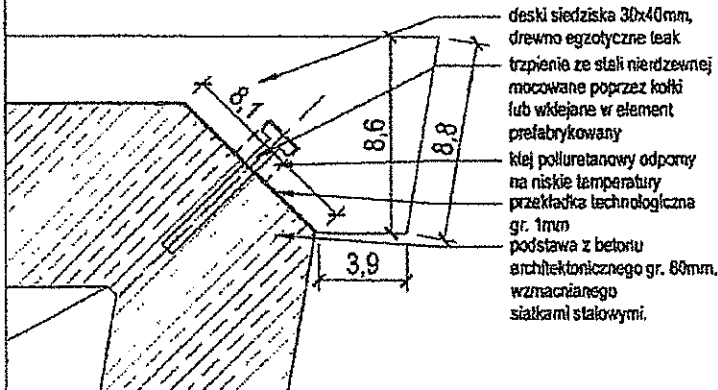 deski siedziska 30x40mm,
drewno egzotyczne teak
trzpienie ze stali nierdzewnej
mocowane poprzez kołki
lub wklejane w element
prefabrykowany
klej poliuretanowy odporny
na niskie temperatury
przekładka technologiczna
gr. 1mm
podstawa z betonu
architektonicznego gr. 80mm,
wzmacnianego
siatkami stalowymi.
8,1
8,6
8,8
3,9